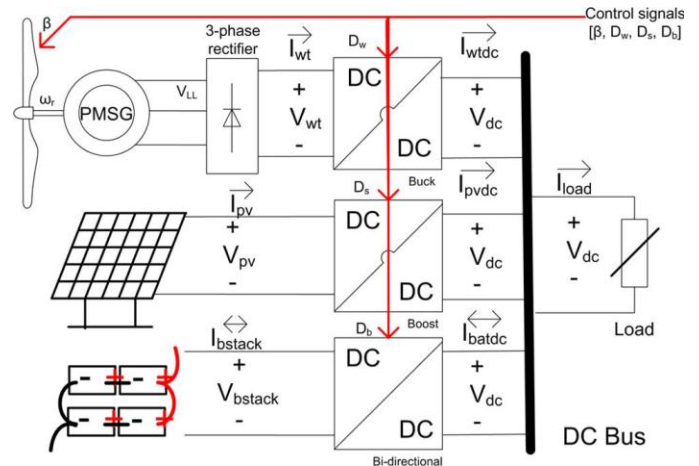 β
3-phase rectifier
Control signals
[β, D_w, D_s, D_b]
ω_r
PMSG
V_LL
I_wt
+
V_wt
-
D_w
DC
DC
Buck
I_wtdc
+
V_dc
-
I_pv
+
V_pv
-
D_s
DC
DC
Boost
I_pvdc
+
V_dc
-
I_load
+
V_dc
-
Load
I_bstack
+
V_bstack
-
D_b
DC
DC
Bi-directional
I_batdc
+
V_dc
-
DC Bus
- + - +
- + - +